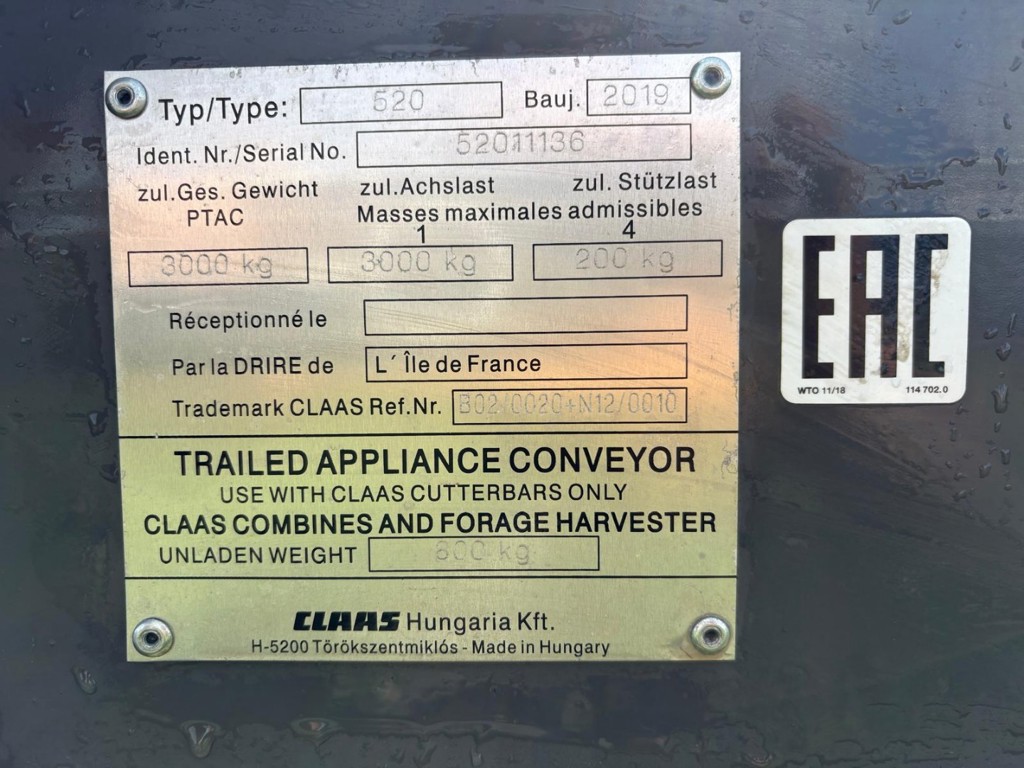 Typ/Type: 520 Bauj. 2019
Ident. Nr./Serial No. 52011136
zul.Ges. Gewicht zul.Achslast zul. Stützlast
PTAC Masses maximales admissibles
1 4
3000 kg 3000 kg 200 kg
Réceptionné le
Par la DRIRE de L´ Île de France
Trademark CLAAS Ref.Nr. B02/0020+N12/0010
TRAILED APPLIANCE CONVEYOR
USE WITH CLAAS CUTTERBARS ONLY
CLAAS COMBINES AND FORAGE HARVESTER
UNLADEN WEIGHT 800 kg
CLAAS Hungaria Kft.
H-5200 Törökszentmiklós - Made in Hungary
EAC
WTO 11/18 114 702.0